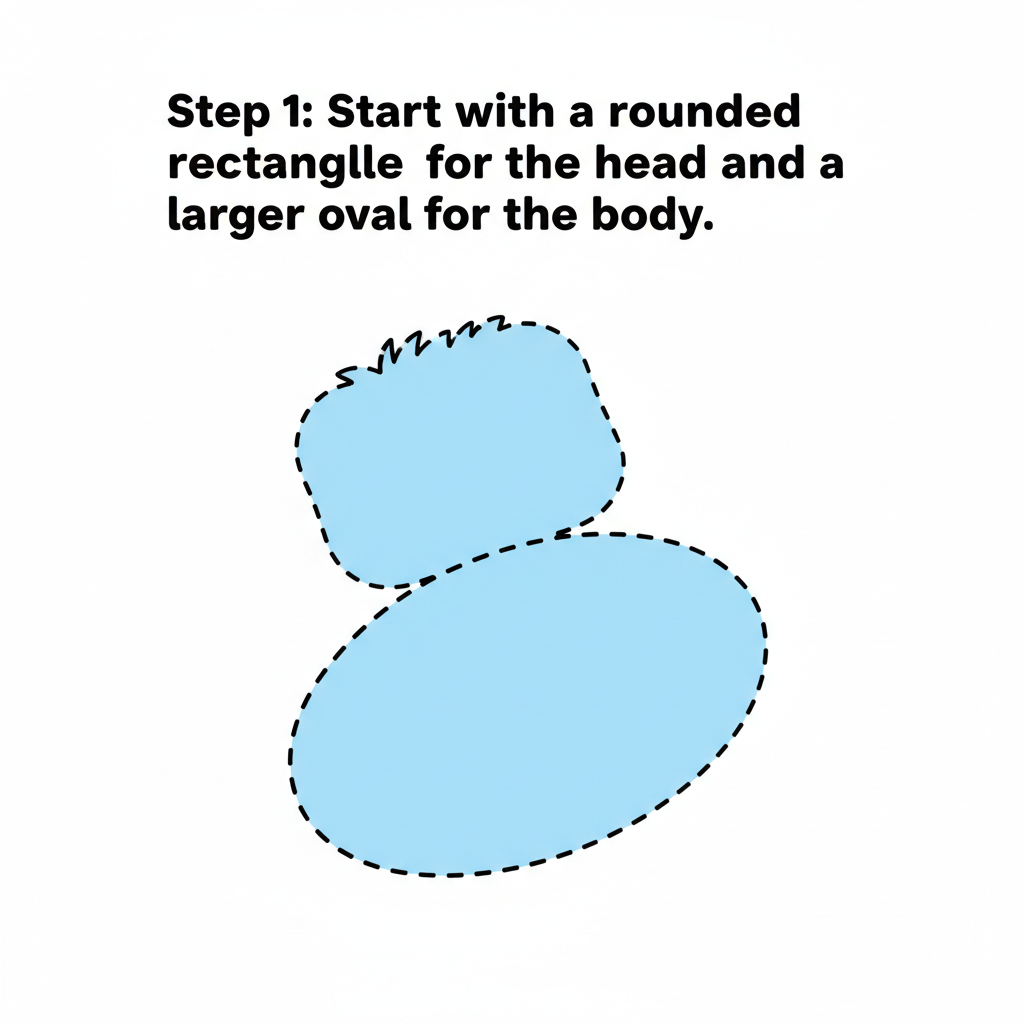 Step 1: Start with a rounded
rectanglle for the head and a
larger oval for the body.